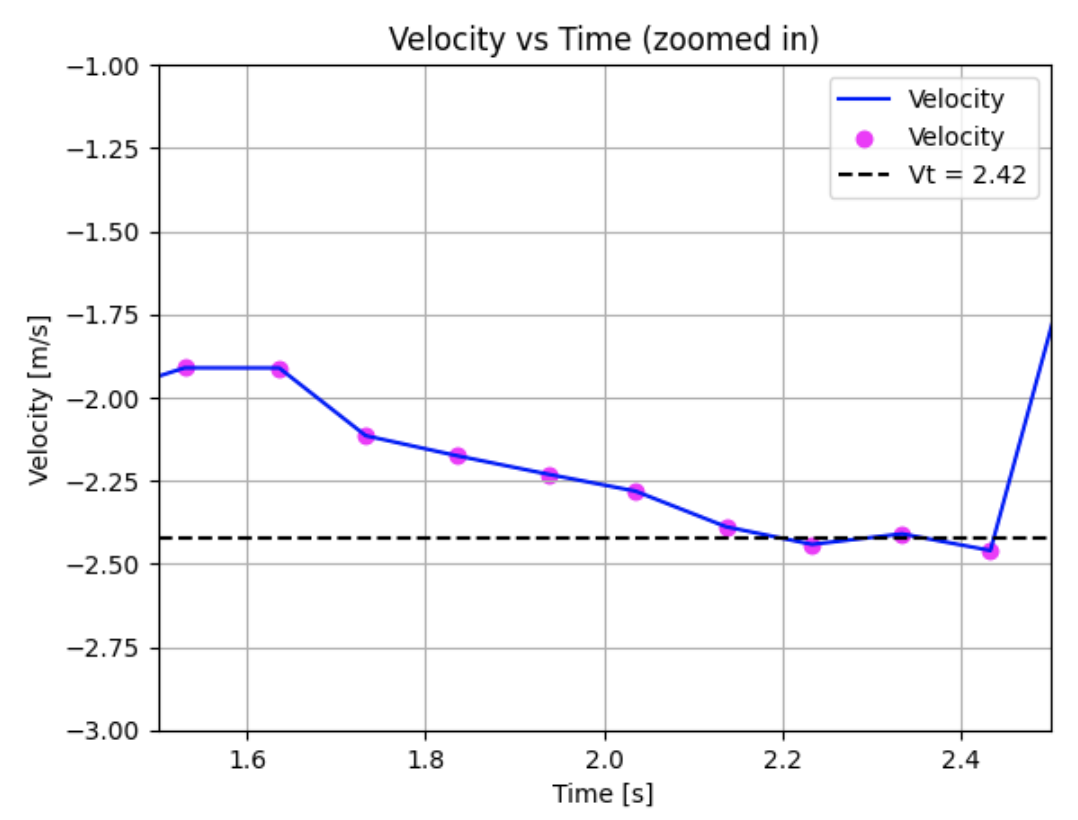 Velocity vs Time (zoomed in)
Velocity
Velocity
Vt = 2.42
−1.00
−1.25
−1.50
−1.75
−2.00
−2.25
−2.50
−2.75
−3.00
Velocity [m/s]
1.6 1.8 2.0 2.2 2.4
Time [s]